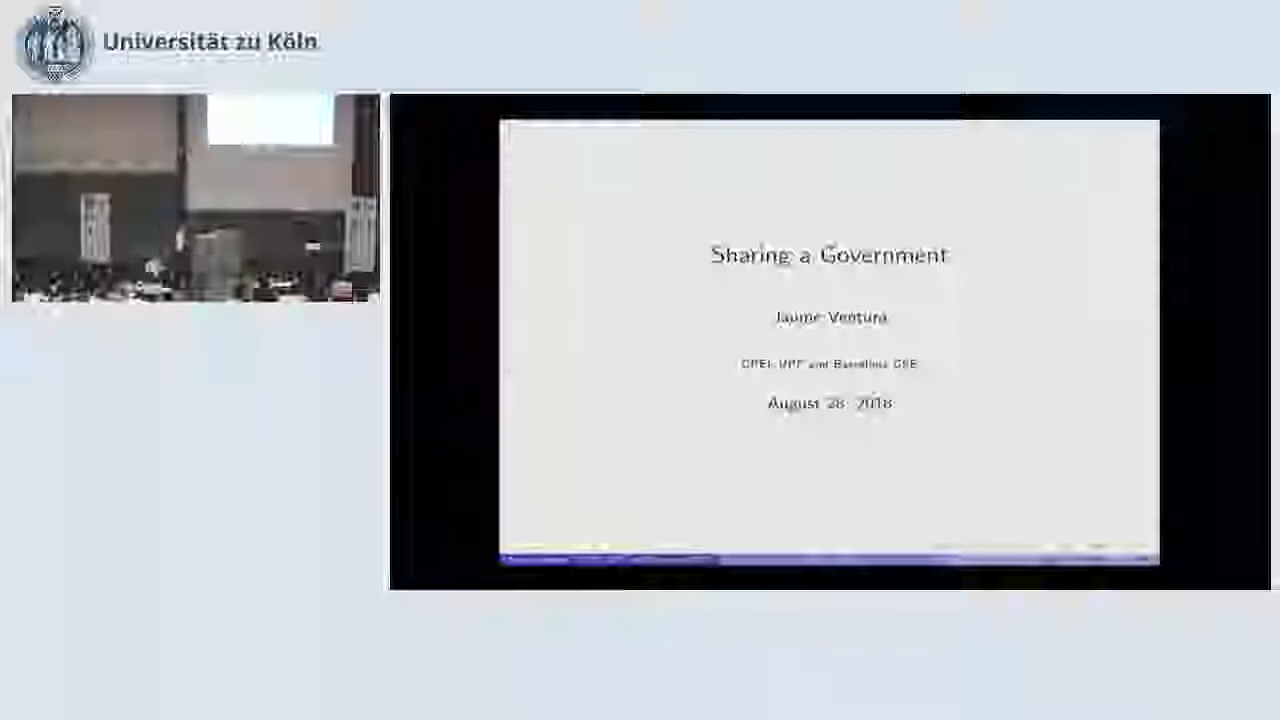 Universität zu Köln
Sharing a Government
Jaume Ventura
CREI, UPF and Barcelona GSE
August 28, 2018